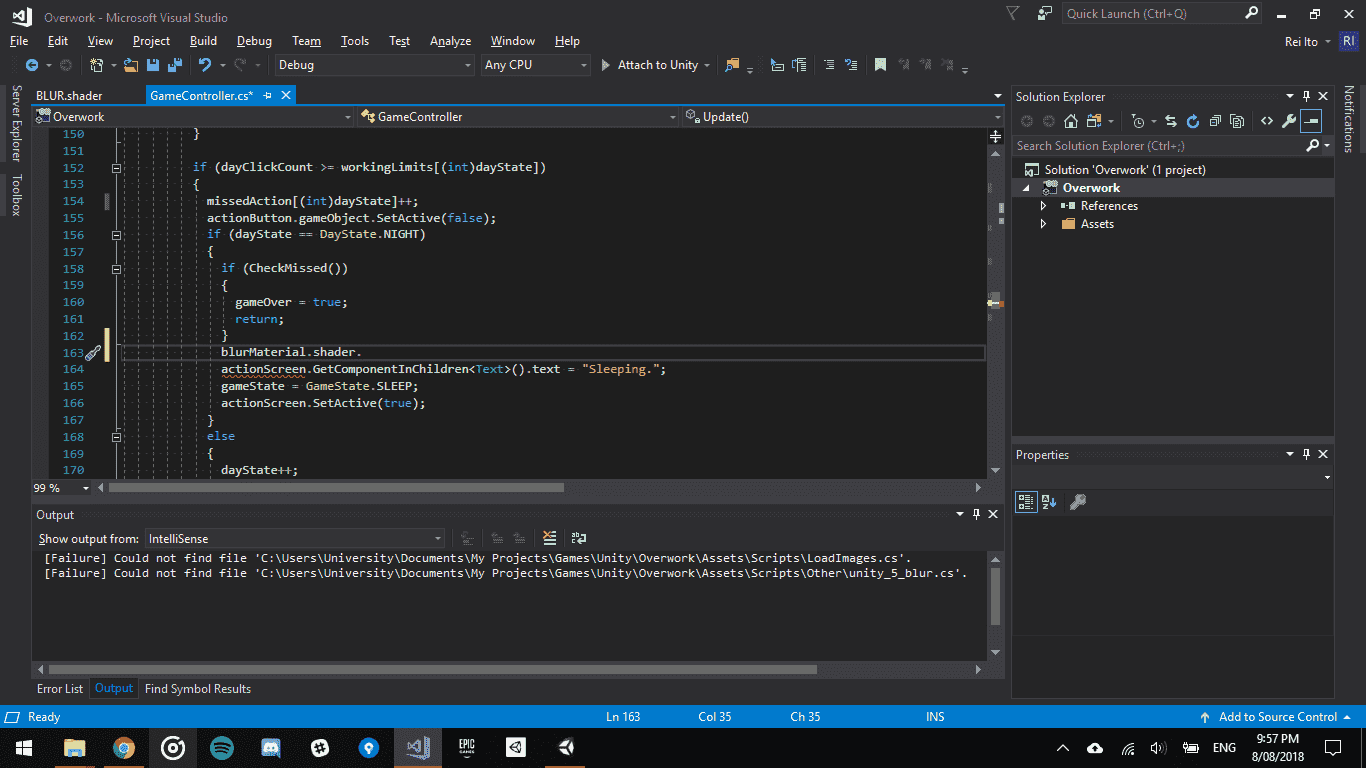 Overwork - Microsoft Visual Studio
Quick Launch (Ctrl+Q)
File Edit View Project Build Debug Team Tools Test Analyze Window Help
Rei Ito RI
Debug Any CPU Attach to Unity
Server Explorer
Toolbox
BLUR.shader GameController.cs*
Overwork GameController Update()
150 }
151
152 if (dayClickCount >= workingLimits[(int)dayState])
153 {
154 missedAction[(int)dayState]++;
155 actionButton.gameObject.SetActive(false);
156 if (dayState == DayState.NIGHT)
157 {
158 if (CheckMissed())
159 {
160 gameOver = true;
161 return;
162 }
163 blurMaterial.shader.
164 actionScreen.GetComponentInChildren<Text>().text = "Sleeping.";
165 gameState = GameState.SLEEP;
166 actionScreen.SetActive(true);
167 }
168 else
169 {
170 dayState++;
99 %
Output
Show output from: IntelliSense
[Failure] Could not find file 'C:\Users\University\Documents\My Projects\Games\Unity\Overwork\Assets\Scripts\LoadImages.cs'.
[Failure] Could not find file 'C:\Users\University\Documents\My Projects\Games\Unity\Overwork\Assets\Scripts\Other\unity_5_blur.cs'.
Error List Output Find Symbol Results
Solution Explorer
Search Solution Explorer (Ctrl+;)
Solution 'Overwork' (1 project)
Overwork
References
Assets
Properties
Notifications
Ready Ln 163 Col 35 Ch 35 INS Add to Source Control
EPIC
GAMES
ENG
9:57 PM
8/08/2018